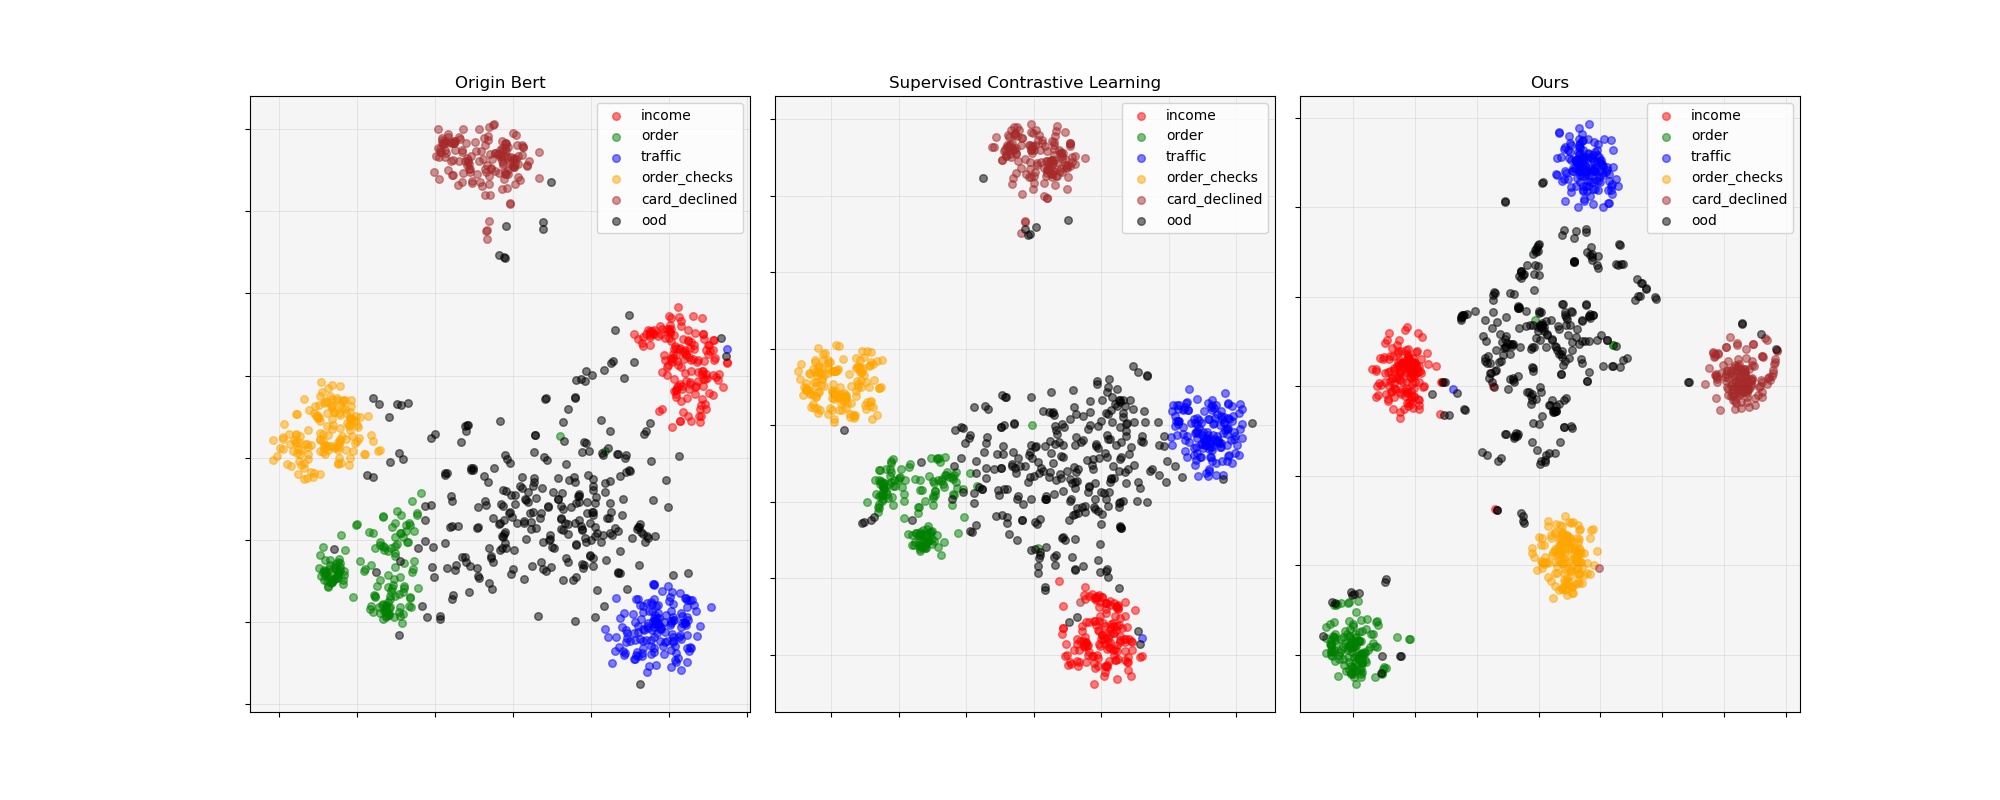 Origin Bert
income
order
traffic
order_checks
card_declined
ood
Supervised Contrastive Learning
income
order
traffic
order_checks
card_declined
ood
Ours
income
order
traffic
order_checks
card_declined
ood